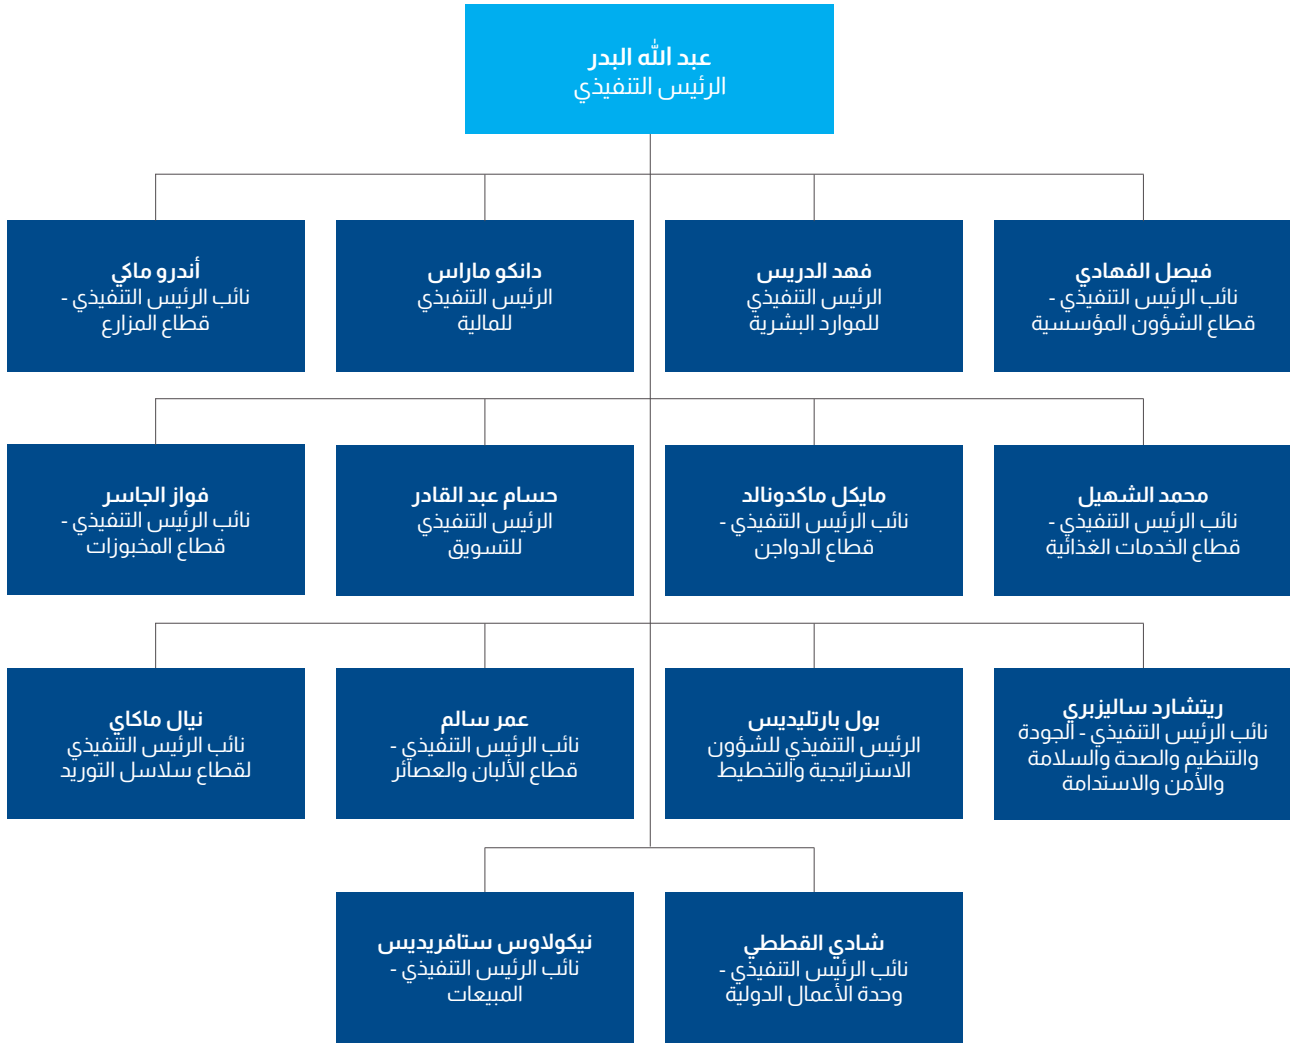 عبد الله البدر
الرئيس التنفيذي
فيصل الفهادي
نائب الرئيس التنفيذي -
قطاع الشؤون المؤسسية
فهد الدريس
الرئيس التنفيذي
للموارد البشرية
دانكو ماراس
الرئيس التنفيذي
للمالية
أندرو ماكي
نائب الرئيس التنفيذي -
قطاع المزارع
محمد الشهيل
نائب الرئيس التنفيذي -
قطاع الخدمات الغذائية
مايكل ماكدونالد
نائب الرئيس التنفيذي -
قطاع الدواجن
حسام عبد القادر
الرئيس التنفيذي
للتسويق
فواز الجاسر
نائب الرئيس التنفيذي -
قطاع المخبوزات
ريتشارد ساليزبري
نائب الرئيس التنفيذي - الجودة
والتنظيم والصحة والسلامة
والأمن والاستدامة
بول بارتليديس
الرئيس التنفيذي للشؤون
الاستراتيجية والتخطيط
عمر سالم
نائب الرئيس التنفيذي -
قطاع الألبان والعصائر
نيال ماكاي
نائب الرئيس التنفيذي
لقطاع سلاسل التوريد
شادي القططي
نائب الرئيس التنفيذي -
وحدة الأعمال الدولية
نيكولاوس ستافريديس
نائب الرئيس التنفيذي -
المبيعات